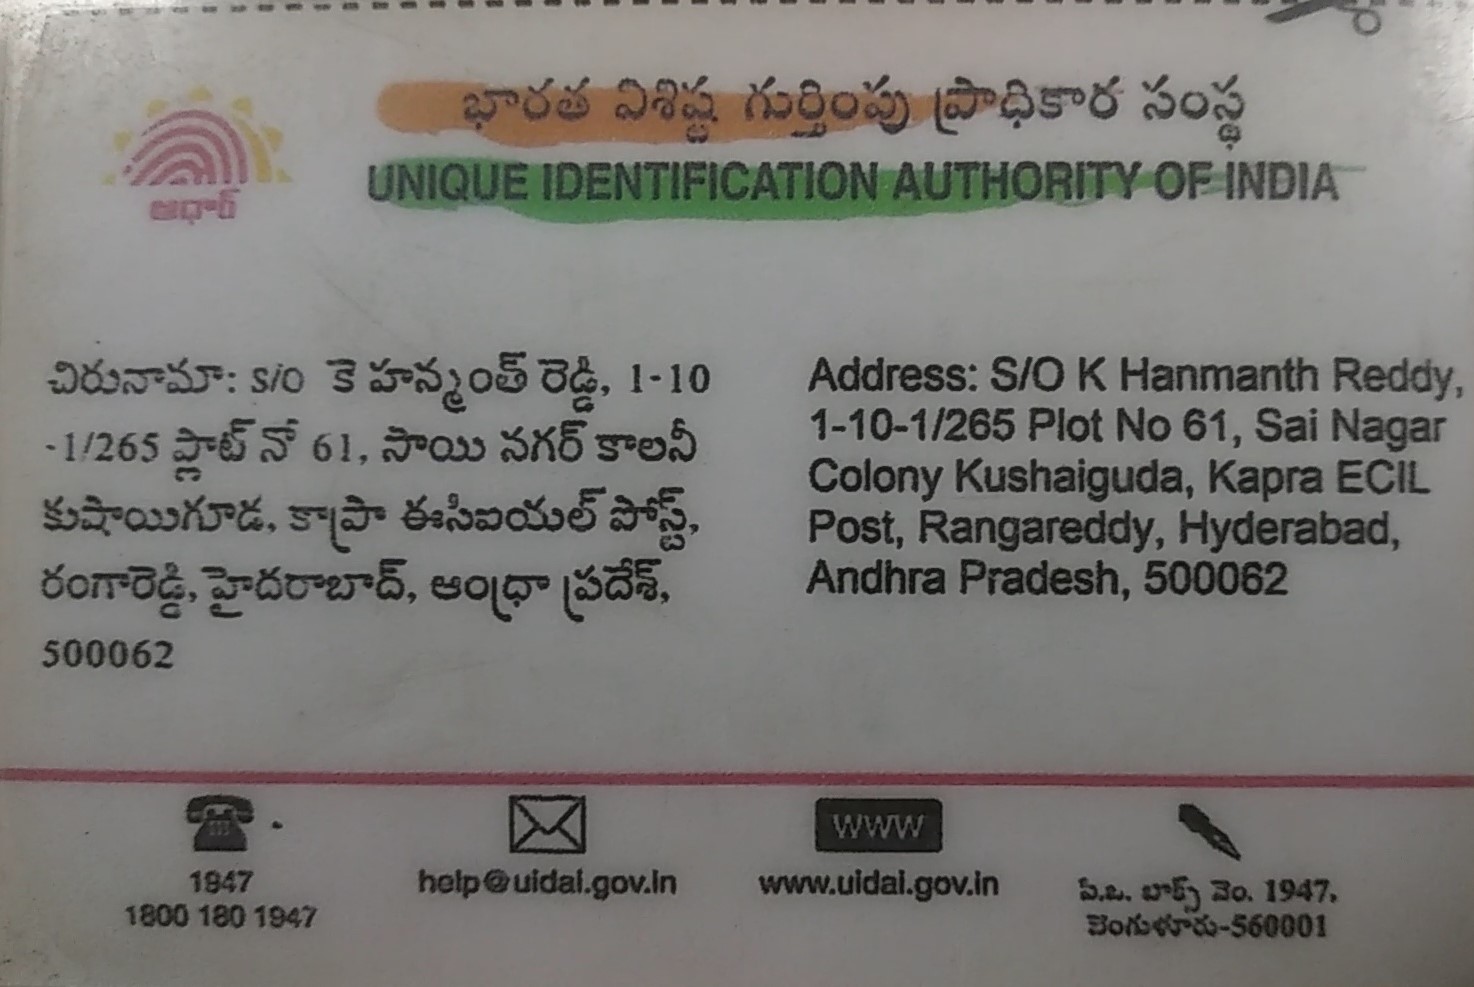 భారత విశిష్ట గుర్తింపు ప్రాధికార సంస్థ
UNIQUE IDENTIFICATION AUTHORITY OF INDIA
ఆధార్
చిరునామా: S/O కె హన్మంత్ రెడ్డి, 1-10
-1/265 ప్లాట్ నో 61, సాయి నగర్ కాలనీ
కుషాయిగూడ, కాప్రా ఈసిఐయల్ పోస్ట్,
రంగారెడ్డి, హైదరాబాద్, ఆంధ్రా ప్రదేశ్,
500062
Address: S/O K Hanmanth Reddy,
1-10-1/265 Plot No 61, Sai Nagar
Colony Kushaiguda, Kapra ECIL
Post, Rangareddy, Hyderabad,
Andhra Pradesh, 500062
1947
1800 180 1947
help@uidai.gov.in
WWW
www.uidai.gov.in
పి.ఒ. బాక్స్ నెం. 1947,
బెంగుళూరు-560001